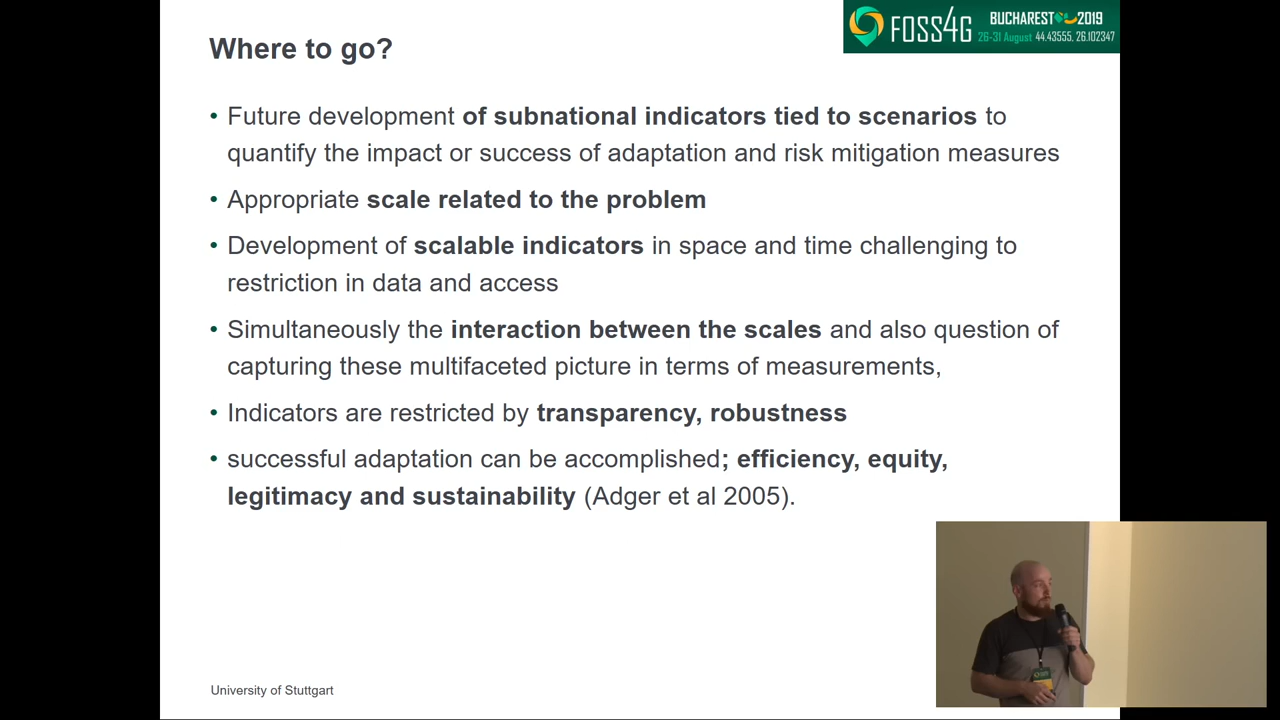 Where to go?
FOSS4G
BUCHAREST 2019
26-31 August 44.43555, 26.102347
• Future development of subnational indicators tied to scenarios to
quantify the impact or success of adaptation and risk mitigation measures
• Appropriate scale related to the problem
• Development of scalable indicators in space and time challenging to
restriction in data and access
• Simultaneously the interaction between the scales and also question of
capturing these multifaceted picture in terms of measurements,
• Indicators are restricted by transparency, robustness
• successful adaptation can be accomplished; efficiency, equity,
legitimacy and sustainability (Adger et al 2005).
University of Stuttgart